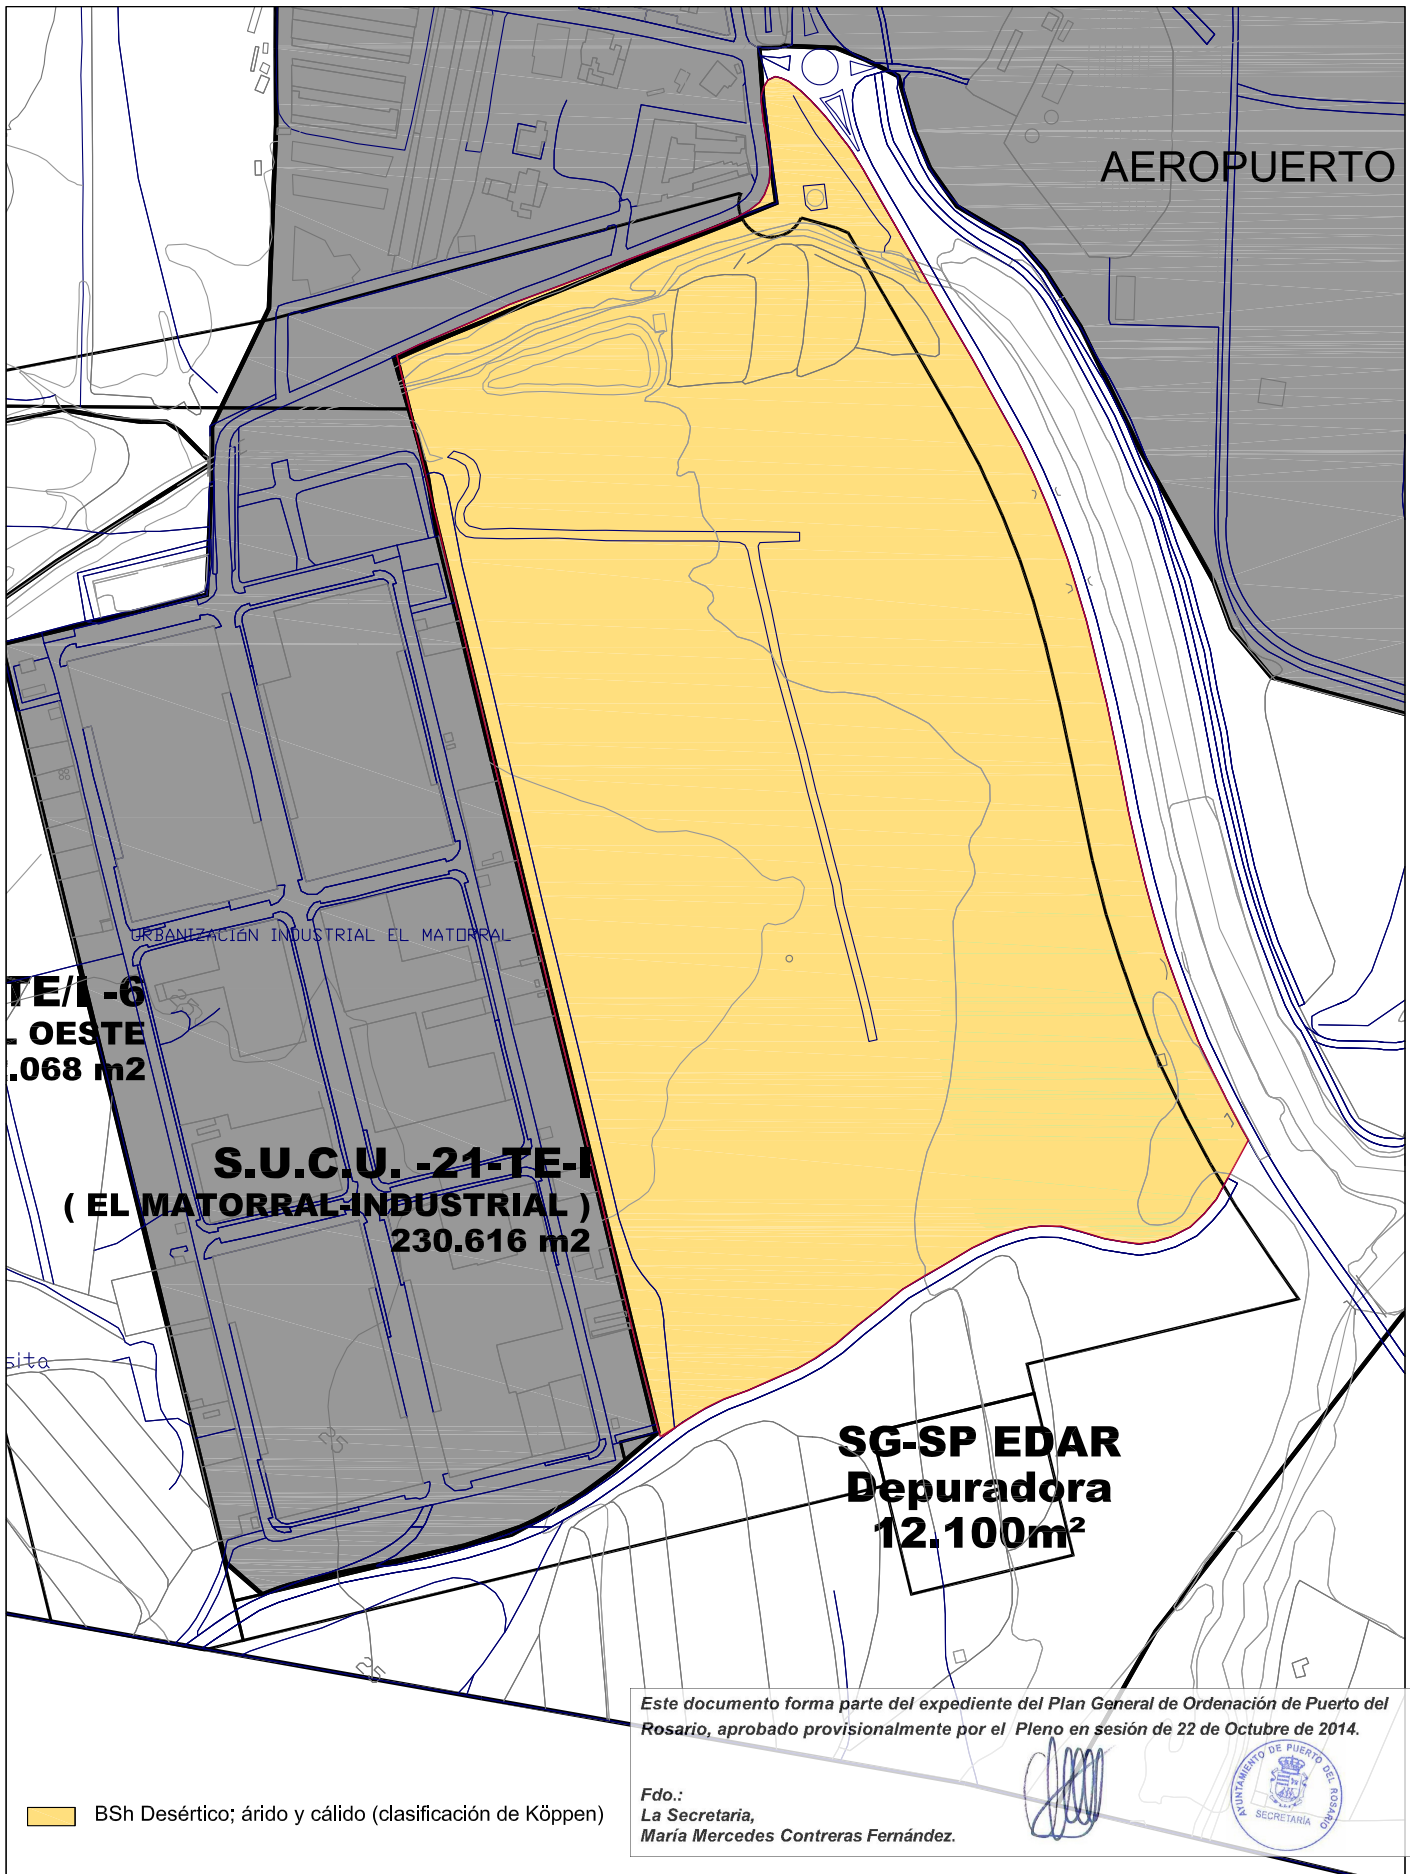 AEROPUERTO
URBANIZACIÓN INDUSTRIAL EL MATORRAL
TE/I -6
OESTE
.068 m2
S.U.C.U. -21-TE-I
( EL MATORRAL-INDUSTRIAL )
230.616 m2
sita
25
25
SG-SP EDAR
Depuradora
12.100m²
Este documento forma parte del expediente del Plan General de Ordenación de Puerto del
Rosario, aprobado provisionalmente por el Pleno en sesión de 22 de Octubre de 2014.
Fdo.:
La Secretaria,
María Mercedes Contreras Fernández.
AYUNTAMIENTO DE PUERTO DEL ROSARIO
SECRETARÍA
BSh Desértico; árido y cálido (clasificación de Köppen)